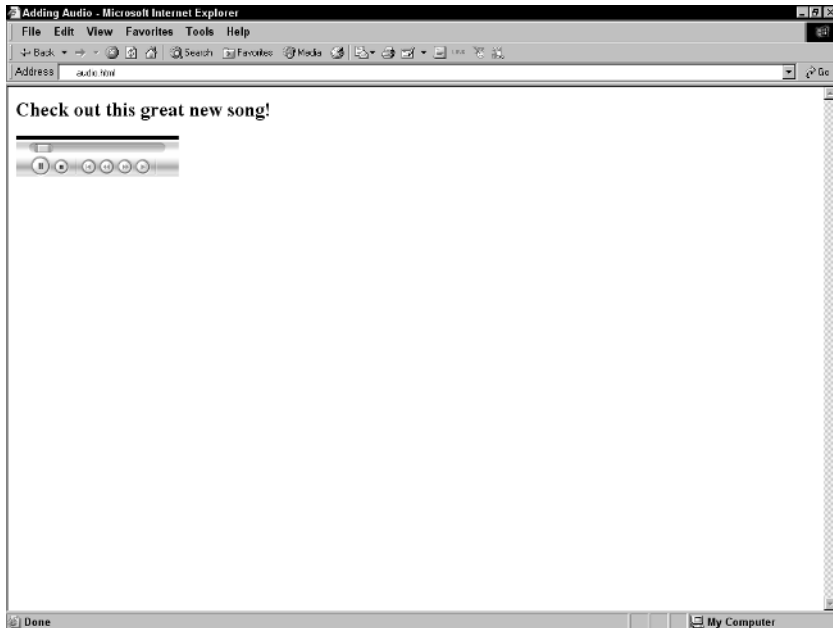 Adding Audio - Microsoft Internet Explorer
File Edit View Favorites Tools Help
Back Search Favorites Media
Address audio.html Go
Check out this great new song!
Done My Computer